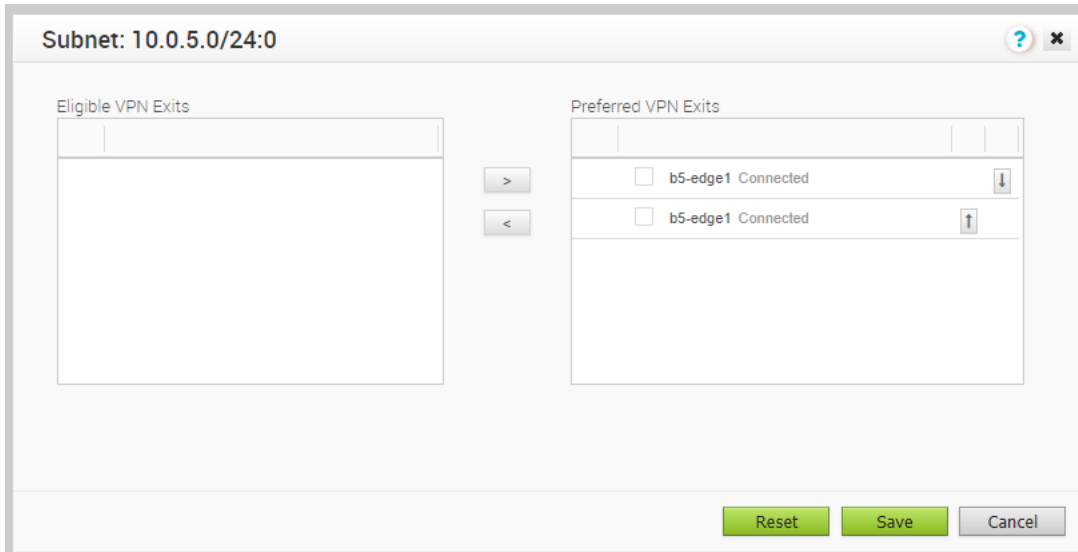 Subnet: 10.0.5.0/24:0
?
Eligible VPN Exits
Preferred VPN Exits
>
<
b5-edge1 Connected
b5-edge1 Connected
Reset Save Cancel